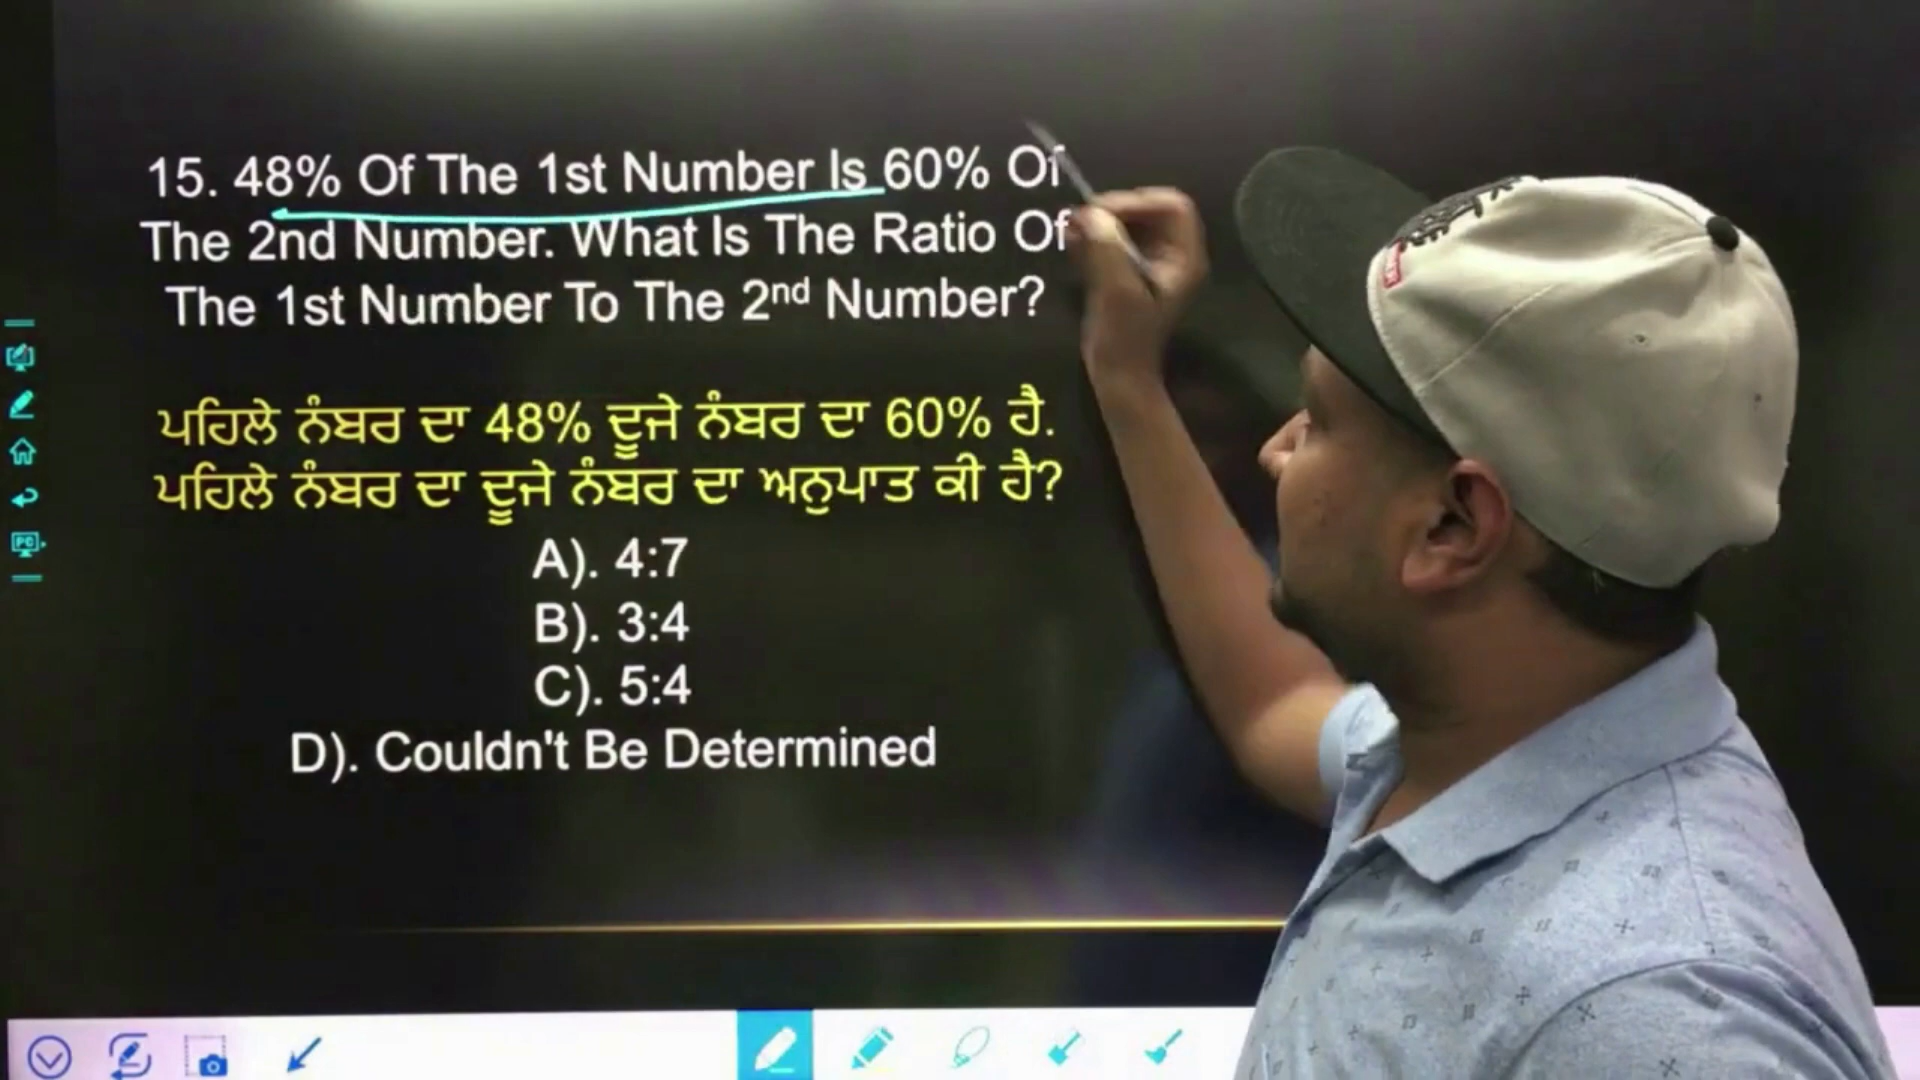 15. 48% Of The 1st Number Is 60% Of
The 2nd Number. What Is The Ratio Of
The 1st Number To The 2nd Number?
ਪਹਿਲੇ ਨੰਬਰ ਦਾ 48% ਦੂਜੇ ਨੰਬਰ ਦਾ 60% ਹੈ.
ਪਹਿਲੇ ਨੰਬਰ ਦਾ ਦੂਜੇ ਨੰਬਰ ਦਾ ਅਨੁਪਾਤ ਕੀ ਹੈ?
A). 4:7
B). 3:4
C). 5:4
D). Couldn't Be Determined
PC